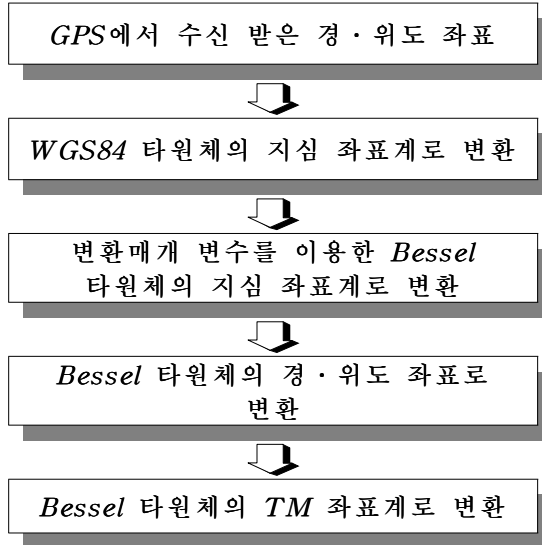 GPS에서 수신 받은 경·위도 좌표
WGS84 타원체의 지심 좌표계로 변환
변환매개 변수를 이용한 Bessel
타원체의 지심 좌표계로 변환
Bessel 타원체의 경·위도 좌표로
변환
Bessel 타원체의 TM 좌표계로 변환